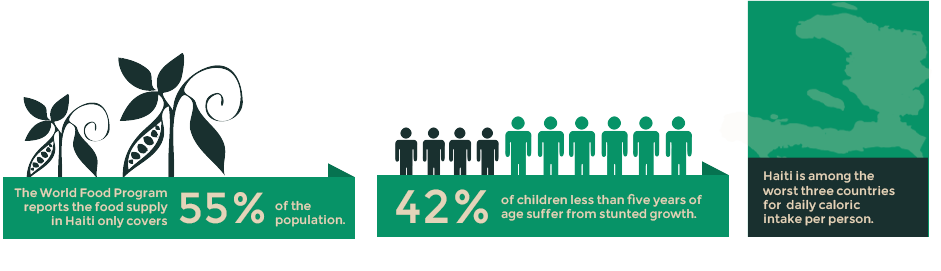 The World Food Program
reports the food supply
in Haiti only covers
55%
of the
population.
42%
of children less than five years of
age suffer from stunted growth.
Haiti is among the
worst three countries
for daily caloric
intake per person.